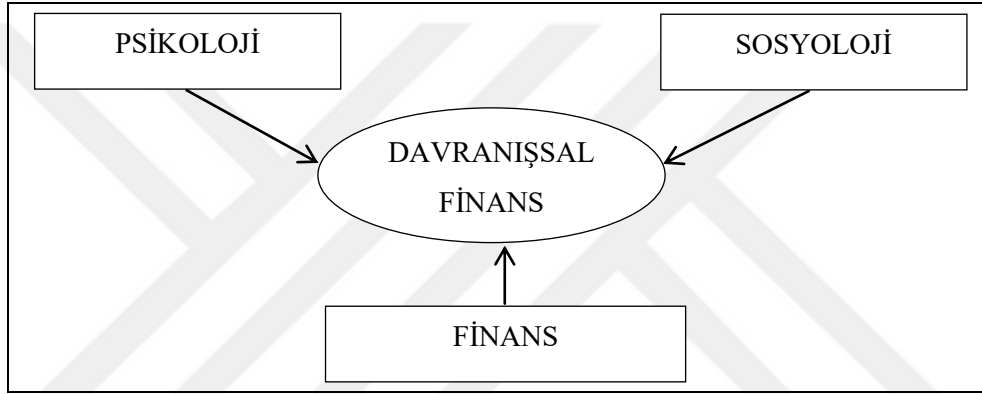 PSİKOLOJİ
SOSYOLOJİ
DAVRANIŞSAL
FİNANS
FİNANS